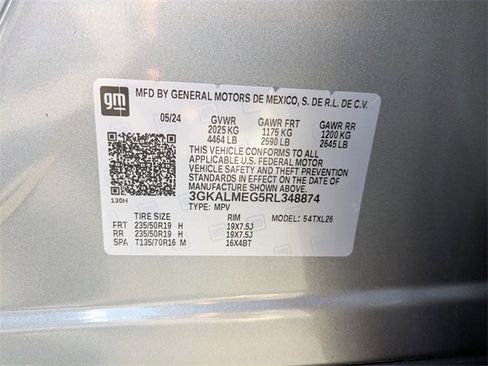 gm MFD BY GENERAL MOTORS DE MEXICO, S. DE R.L. DE C.V.
05/24 GVWR GAWR FRT GAWR RR
2025 KG 1175 KG 1200 KG
4464 LB 2590 LB 2645 LB
THIS VEHICLE CONFORMS TO ALL
APPLICABLE U.S. FEDERAL MOTOR
VEHICLE SAFETY AND THEFT PREVENTION
STANDARDS IN EFFECT ON THE DATE
OF MANUFACTURE SHOWN ABOVE.
130H 3GKALMEG5RL348874
TYPE: MPV
TIRE SIZE RIM MODEL: 54TXL26
FRT 235/50R19 H 19X7.5J
RR 235/50R19 H 19X7.5J
SPA T135/70R16 M 16X4BT